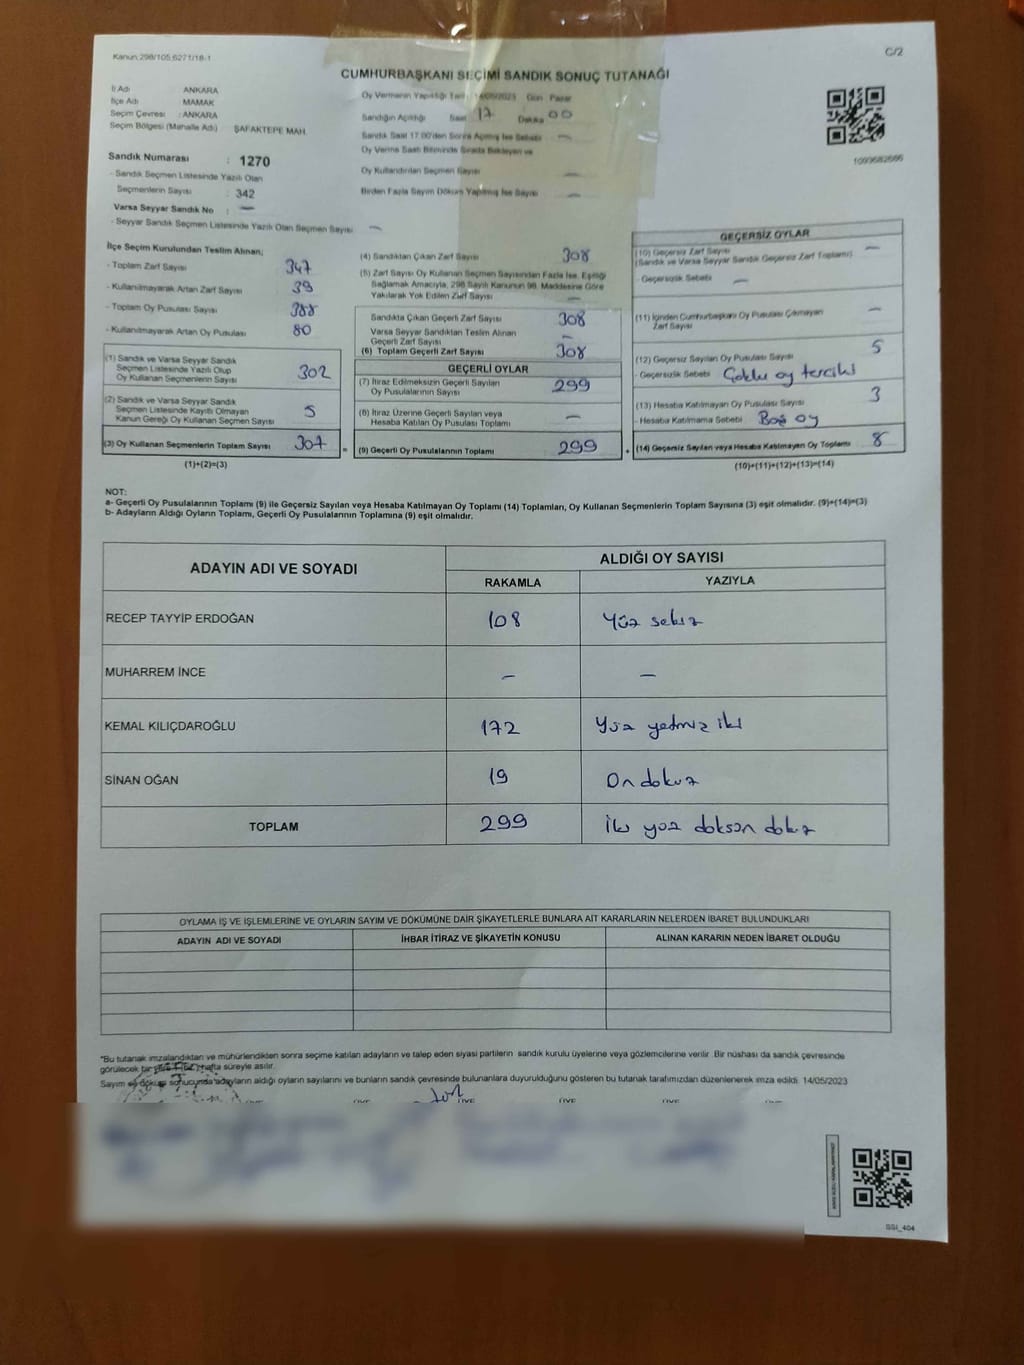 Kanun:298/105,6271/18-1
C/2
CUMHURBAŞKANI SEÇİMİ SANDIK SONUÇ TUTANAĞI
İl Adı ANKARA
İlçe Adı MAMAK
Seçim Çevresi : ANKARA
Seçim Bölgesi (Mahalle Adı) ŞAFAKTEPE MAH.
Oy Vermenin Yapıldığı Tarih 14/05/2023 Gün Pazar
Sandığın Açıldığı Saat 17 Dakika 00
Sandık Saat 17.00'den Sonra Açılmış İse Sebebi —
Oy Verme Saati Bitiminde Sırada Bekleyen ve
Oy Kullandırılan Seçmen Sayısı —
Birden Fazla Sayım Döküm Yapılmış İse Sayısı —
1093682666
Sandık Numarası : 1270
- Sandık Seçmen Listesinde Yazılı Olan
Seçmenlerin Sayısı : 342
Varsa Seyyar Sandık No : —
- Seyyar Sandık Seçmen Listesinde Yazılı Olan Seçmen Sayısı —
İlçe Seçim Kurulundan Teslim Alınan;
- Toplam Zarf Sayısı 347
- Kullanılmayarak Artan Zarf Sayısı 39
- Toplam Oy Pusulası Sayısı 388
- Kullanılmayarak Artan Oy Pusulası 80
(1) Sandık ve Varsa Seyyar Sandık
Seçmen Listesinde Yazılı Olup
Oy Kullanan Seçmenlerin Sayısı 302
(2) Sandık ve Varsa Seyyar Sandık
Seçmen Listesinde Kayıtlı Olmayan
Kanun Gereği Oy Kullanan Seçmen Sayısı 5
(3) Oy Kullanan Seçmenlerin Toplam Sayısı 307
(1)+(2)=(3)
(4) Sandıktan Çıkan Zarf Sayısı 308
(5) Zarf Sayısı Oy Kullanan Seçmen Sayısından Fazla İse, Eşitliği
Sağlamak Amacıyla, 298 Sayılı Kanunun 98. Maddesine Göre
Yakılarak Yok Edilen Zarf Sayısı —
Sandıkta Çıkan Geçerli Zarf Sayısı 308
Varsa Seyyar Sandıktan Teslim Alınan
Geçerli Zarf Sayısı —
(6) Toplam Geçerli Zarf Sayısı 308
GEÇERLİ OYLAR
(7) İtiraz Edilmeksizin Geçerli Sayılan
Oy Pusulalarının Sayısı 299
(8) İtiraz Üzerine Geçerli Sayılan veya
Hesaba Katılan Oy Pusulası Toplamı —
= (9) Geçerli Oy Pusulalarının Toplamı 299 +
GEÇERSİZ OYLAR
(10) Geçersiz Zarf Sayısı —
(Sandık ve Varsa Seyyar Sandık Geçersiz Zarf Toplamı)
- Geçersizlik Sebebi —
(11) İçinden Cumhurbaşkanı Oy Pusulası Çıkmayan
Zarf Sayısı —
(12) Geçersiz Sayılan Oy Pusulası Sayısı 5
- Geçersizlik Sebebi Çoklu oy tercihi
(13) Hesaba Katılmayan Oy Pusulası Sayısı 3
- Hesaba Katılmama Sebebi Boş oy
(14) Geçersiz Sayılan veya Hesaba Katılmayan Oy Toplamı 8
(10)+(11)+(12)+(13)=(14)
NOT:
a- Geçerli Oy Pusulalarının Toplamı (9) ile Geçersiz Sayılan veya Hesaba Katılmayan Oy Toplamı (14) Toplamları, Oy Kullanan Seçmenlerin Toplam Sayısına (3) eşit olmalıdır. (9)+(14)=(3)
b- Adayların Aldığı Oyların Toplamı, Geçerli Oy Pusulalarının Toplamına (9) eşit olmalıdır.
ADAYIN ADI VE SOYADI
ALDIĞI OY SAYISI
RAKAMLA YAZIYLA
RECEP TAYYİP ERDOĞAN 108 Yüz sekiz
MUHARREM İNCE — —
KEMAL KILIÇDAROĞLU 172 Yüz yetmiz iki
SİNAN OĞAN 19 On dokuz
TOPLAM 299 İki yüz doksan dokuz
OYLAMA İŞ VE İŞLEMLERİNE VE OYLARIN SAYIM VE DÖKÜMÜNE DAİR ŞİKAYETLERLE BUNLARA AİT KARARLARIN NELERDEN İBARET BULUNDUKLARI
ADAYIN ADI VE SOYADI İHBAR İTİRAZ VE ŞİKAYETİN KONUSU ALINAN KARARIN NEDEN İBARET OLDUĞU
*Bu tutanak imzalandıktan ve mühürlendikten sonra seçime katılan adayların ve talep eden siyasi partilerin sandık kurulu üyelerine veya gözlemcilerine verilir. Bir nüshası da sandık çevresinde
görülecek bir yere 1 (bir) hafta süreyle asılır.
Sayım ve döküm sonucunda adayların aldığı oyların sayılarını ve bunların sandık çevresinde bulunanlara duyurulduğunu gösteren bu tutanak tarafımızdan düzenlenerek imza edildi. 14/05/2023
ÜYE ÜYE ÜYE ÜYE
SSI_404